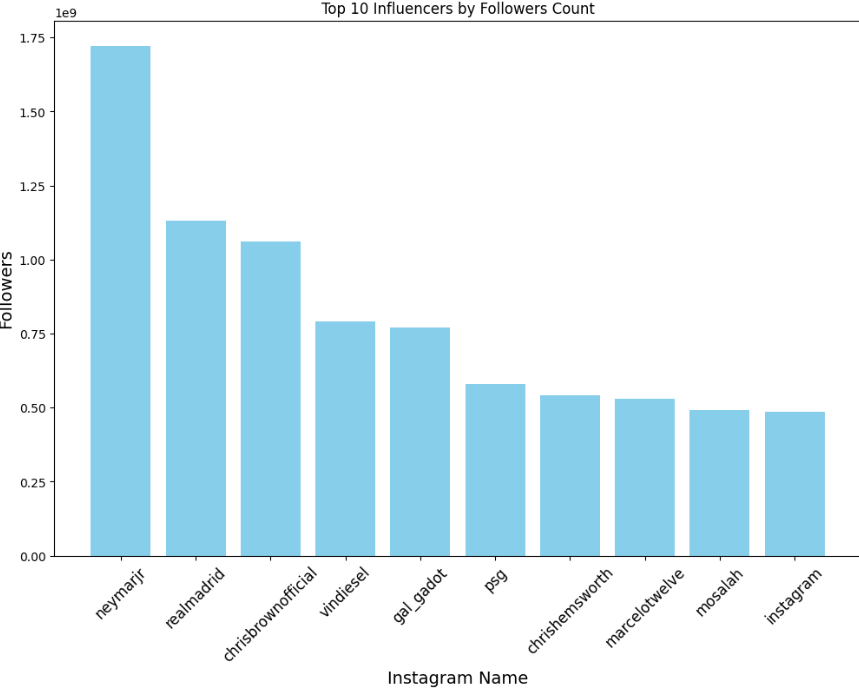 Top 10 Influencers by Followers Count
1e9
1.75
1.50
1.25
1.00
0.75
0.50
0.25
0.00
Followers
neymarjr
realmadrid
chrisbrownofficial
vindiesel
gal_gadot
psg
chrishemsworth
marcelotwelve
mosalah
instagram
Instagram Name